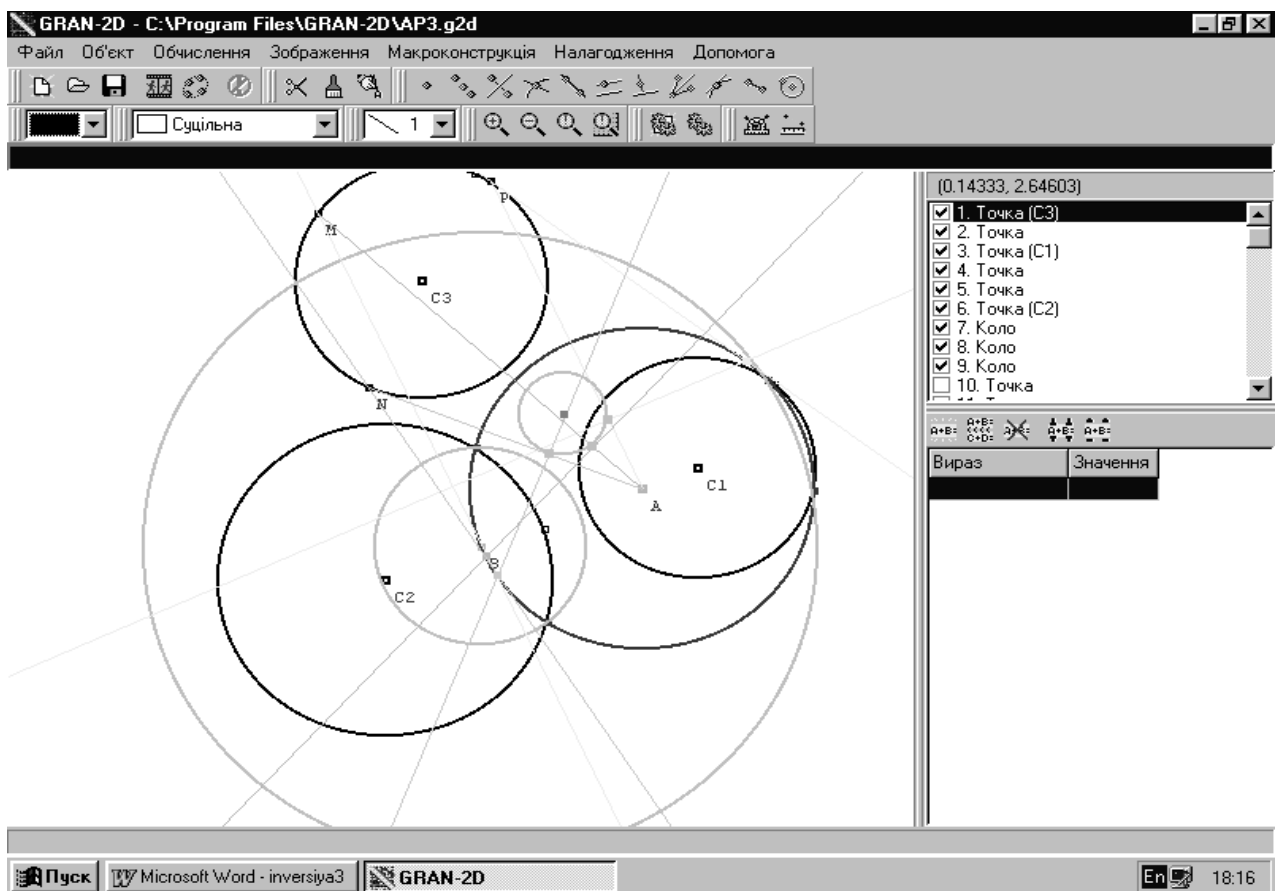 GRAN-2D - C:\Program Files\GRAN-2D\AP3.g2d
Файл Об'єкт Обчислення Зображення Макроконструкція Налагодження Допомога
Суцільна
1
(0.14333, 2.64603)
1. Точка (C3)
2. Точка
3. Точка (C1)
4. Точка
5. Точка
6. Точка (C2)
7. Коло
8. Коло
9. Коло
10. Точка
P
M
C3
N
C1
A
B
C2
Вираз Значення
Пуск Microsoft Word - inversiya3 GRAN-2D En 18:16